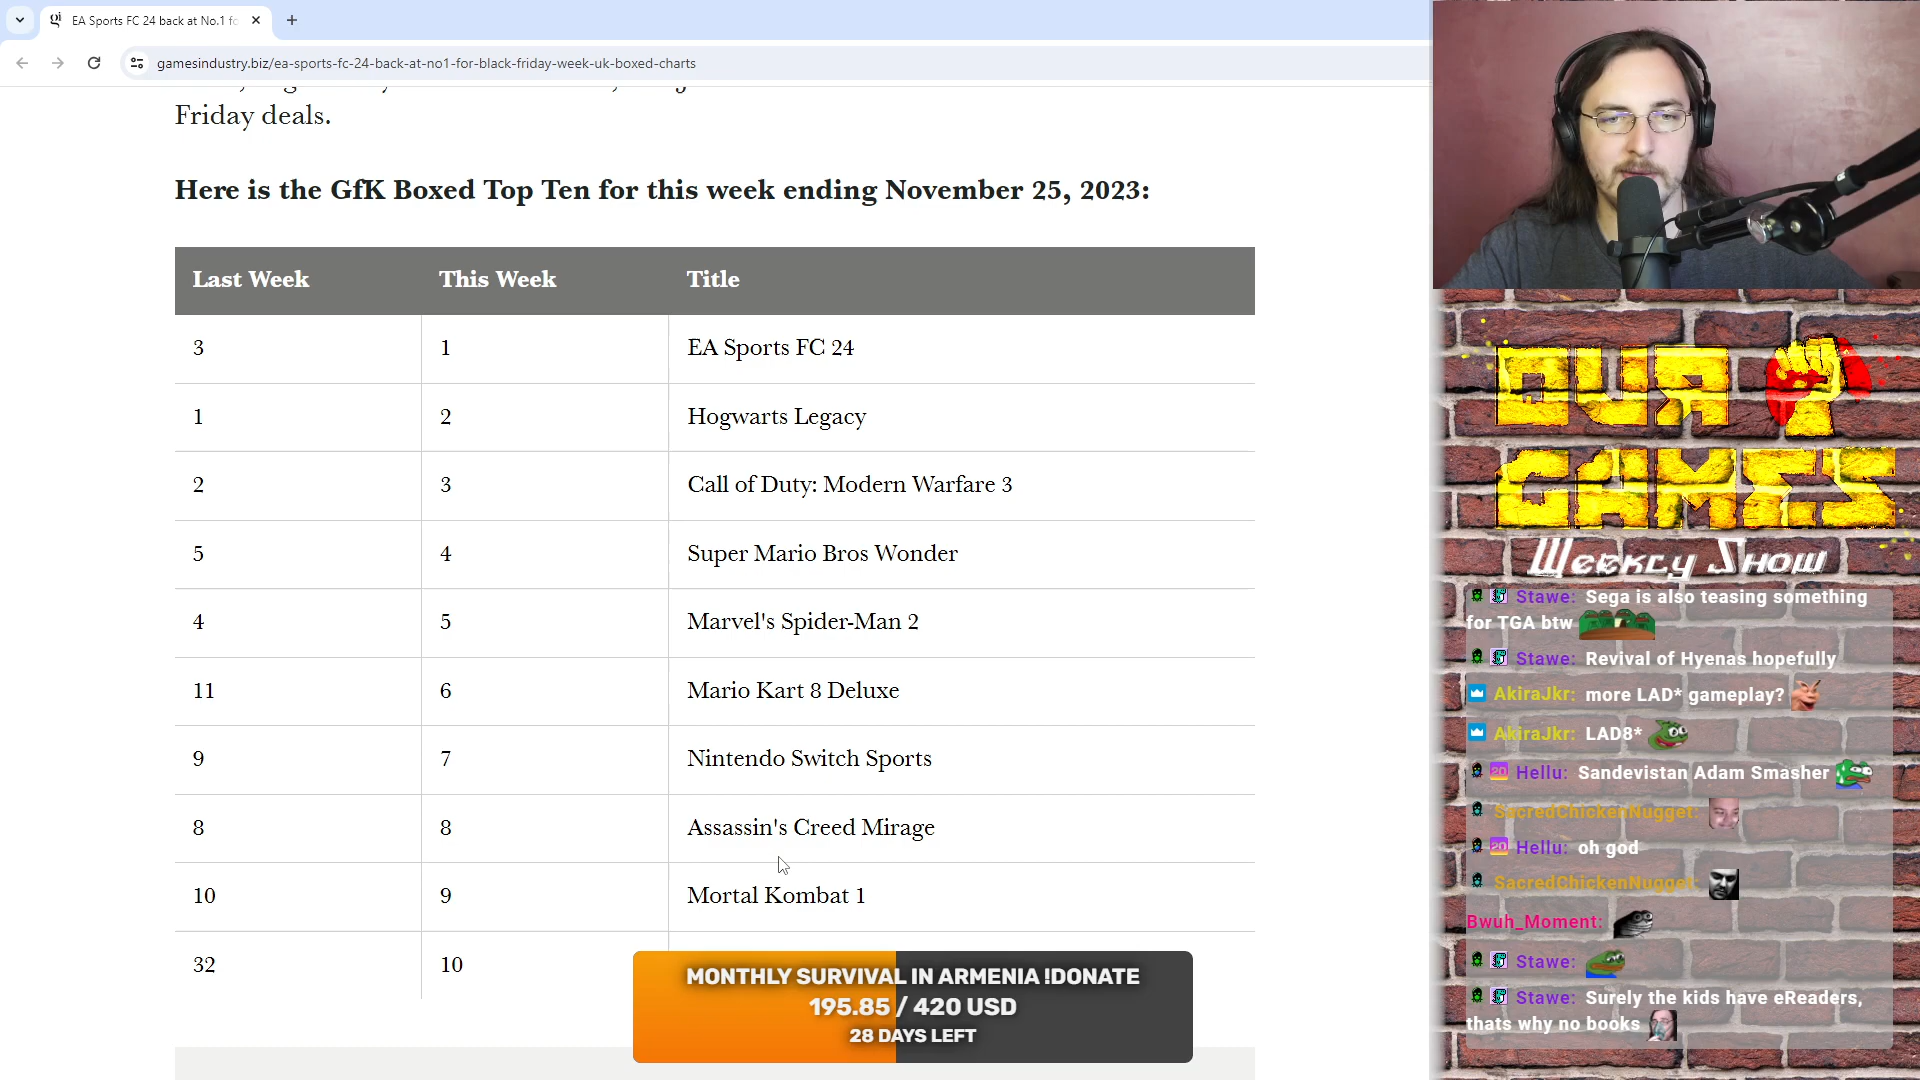 EA Sports FC 24 back at No.1 fo
gamesindustry.biz/ea-sports-fc-24-back-at-no1-for-black-friday-week-uk-boxed-charts
Friday deals.
Here is the GfK Boxed Top Ten for this week ending November 25, 2023:
Last Week This Week Title
3 1 EA Sports FC 24
1 2 Hogwarts Legacy
2 3 Call of Duty: Modern Warfare 3
5 4 Super Mario Bros Wonder
4 5 Marvel's Spider-Man 2
11 6 Mario Kart 8 Deluxe
9 7 Nintendo Switch Sports
8 8 Assassin's Creed Mirage
10 9 Mortal Kombat 1
32 10
MONTHLY SURVIVAL IN ARMENIA !DONATE
195.85 / 420 USD
28 DAYS LEFT
OUR
GAMES
WEEKLY SHOW
Stawe: Sega is also teasing something
for TGA btw
Stawe: Revival of Hyenas hopefully
AkiraJkr: more LAD* gameplay?
AkiraJkr: LAD8*
20 Hellu: Sandevistan Adam Smasher
SacredChickenNugget:
20 Hellu: oh god
SacredChickenNugget:
Bwuh_Moment:
Stawe:
Stawe: Surely the kids have eReaders,
thats why no books